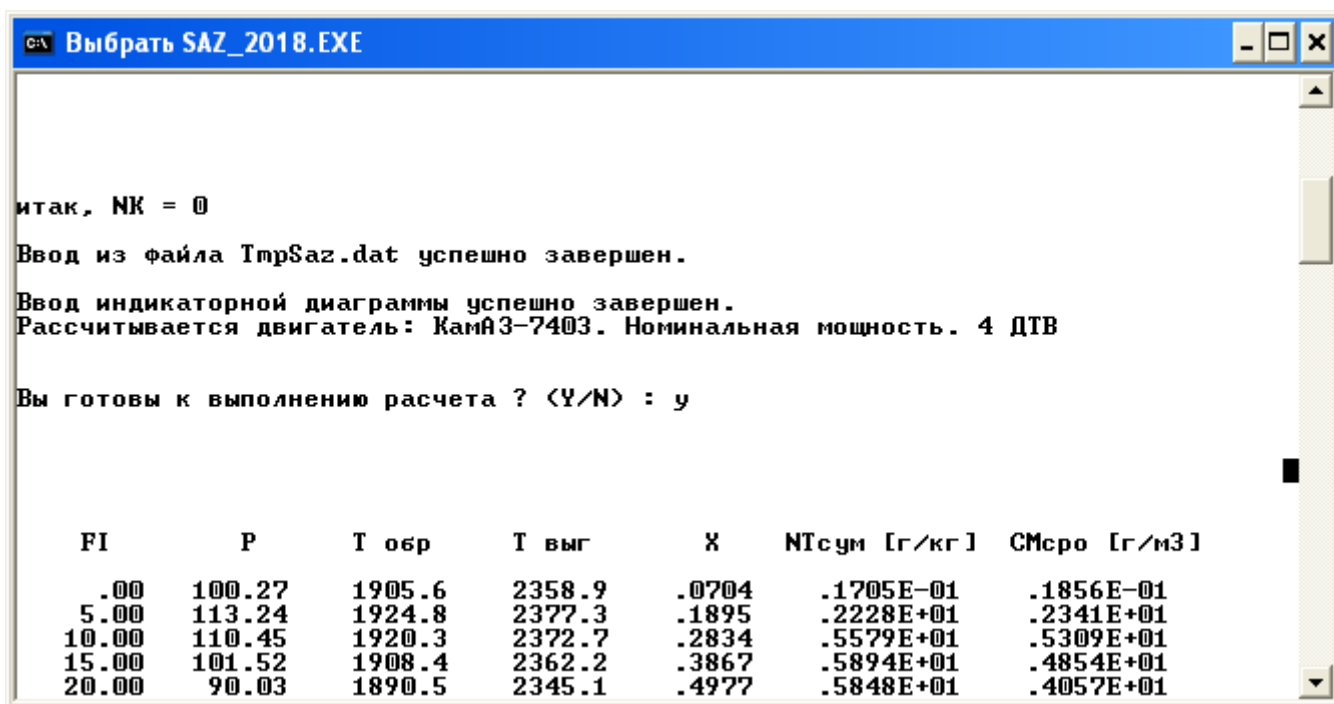 Выбрать SAZ_2018.EXE
итак, NK = 0
Ввод из файла TmpSaz.dat успешно завершен.
Ввод индикаторной диаграммы успешно завершен.
Рассчитывается двигатель: КамАЗ-7403. Номинальная мощность. 4 ДТВ
Вы готовы к выполнению расчета ? (Y/N) : y
FI P T обр T выг X NTсум [г/кг] CMсро [г/м3]
.00 100.27 1905.6 2358.9 .0704 .1705E-01 .1856E-01
5.00 113.24 1924.8 2377.3 .1895 .2228E+01 .2341E+01
10.00 110.45 1920.3 2372.7 .2834 .5579E+01 .5309E+01
15.00 101.52 1908.4 2362.2 .3867 .5894E+01 .4854E+01
20.00 90.03 1890.5 2345.1 .4977 .5848E+01 .4057E+01